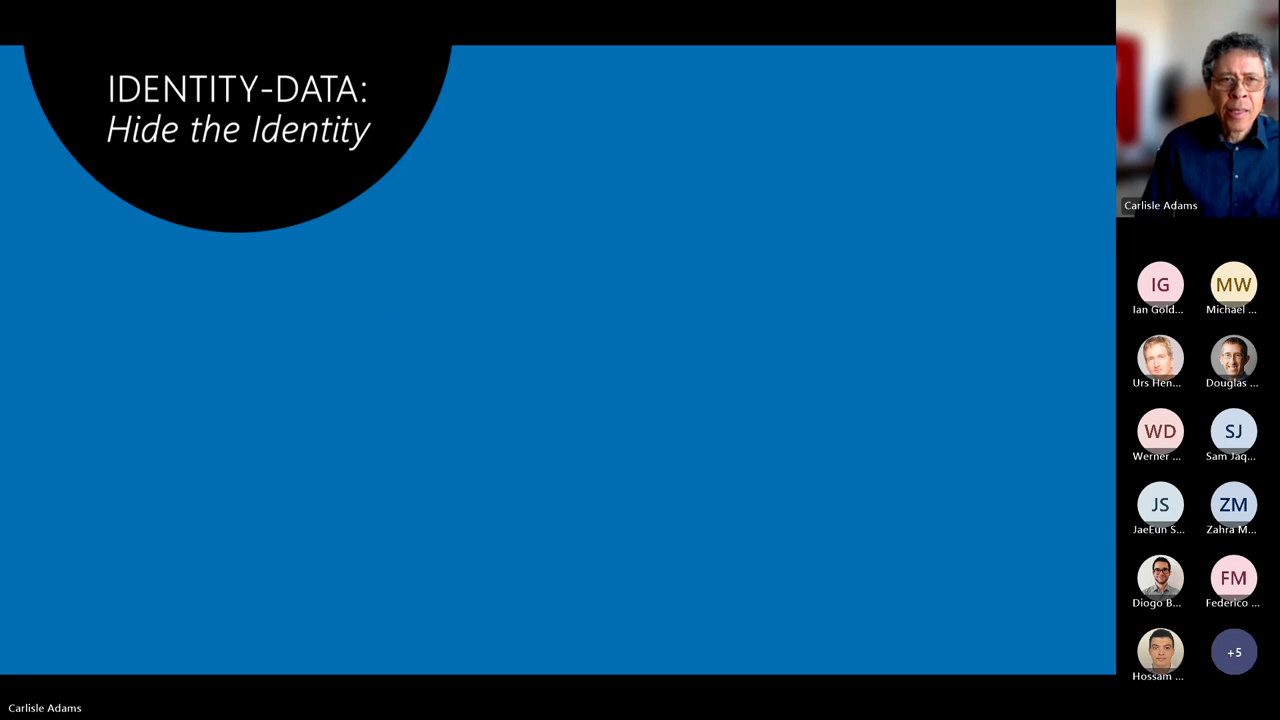 IDENTITY-DATA:
Hide the Identity
Carlisle Adams
IG
Ian Gold...
MW
Michael ...
Urs Hen...
Douglas ...
WD
Werner ...
SJ
Sam Jaq...
JS
JaeEun S...
ZM
Zahra M...
Diogo B...
FM
Federico ...
Hossam ...
+5
Carlisle Adams